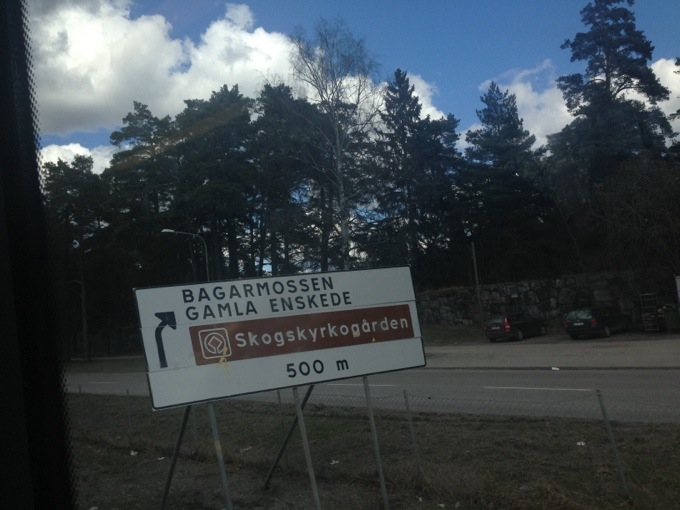 BAGARMOSSEN
GAMLA ENSKEDE
Skogskyrkogården
500 m